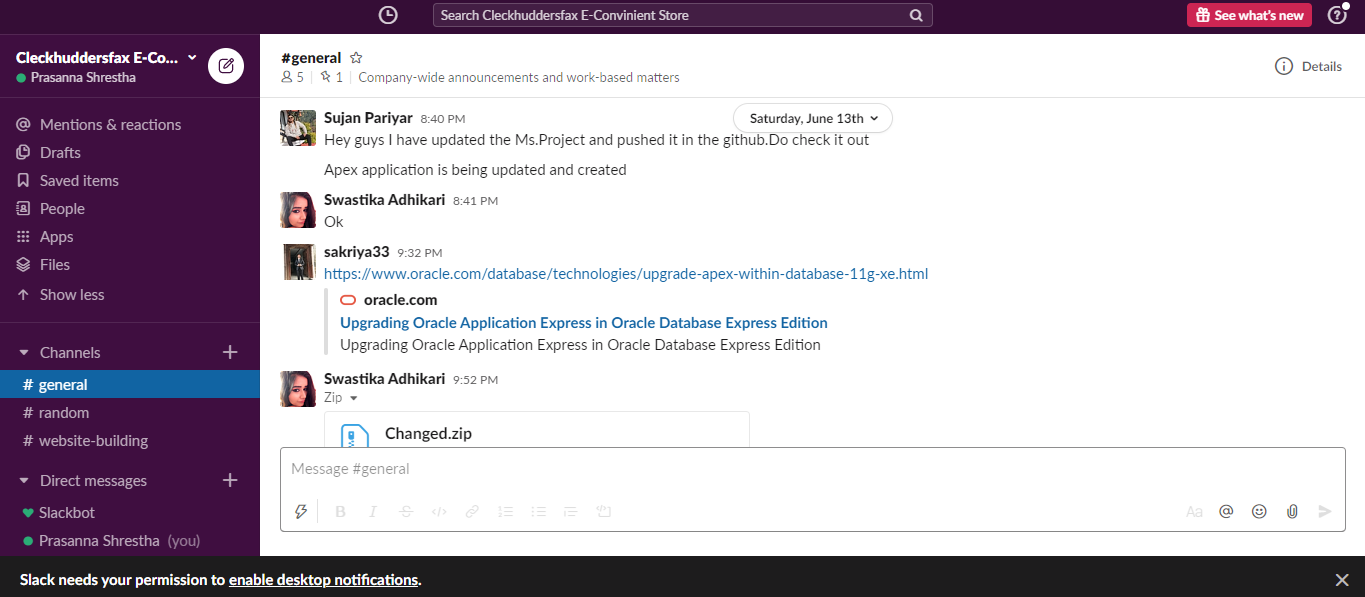 Search Cleckhuddersfax E-Convinient Store
See what's new
Cleckhuddersfax E-Co...
Prasanna Shrestha
Mentions & reactions
Drafts
Saved items
People
Apps
Files
Show less
Channels
# general
# random
# website-building
Direct messages
Slackbot
Prasanna Shrestha (you)
#general
5 | 1 | Company-wide announcements and work-based matters
Details
Saturday, June 13th
Sujan Pariyar 8:40 PM
Hey guys I have updated the Ms.Project and pushed it in the github.Do check it out
Apex application is being updated and created
Swastika Adhikari 8:41 PM
Ok
sakriya33 9:32 PM
https://www.oracle.com/database/technologies/upgrade-apex-within-database-11g-xe.html
oracle.com
Upgrading Oracle Application Express in Oracle Database Express Edition
Upgrading Oracle Application Express in Oracle Database Express Edition
Swastika Adhikari 9:52 PM
Zip
Changed.zip
Message #general
B I S Aa @
Slack needs your permission to enable desktop notifications.